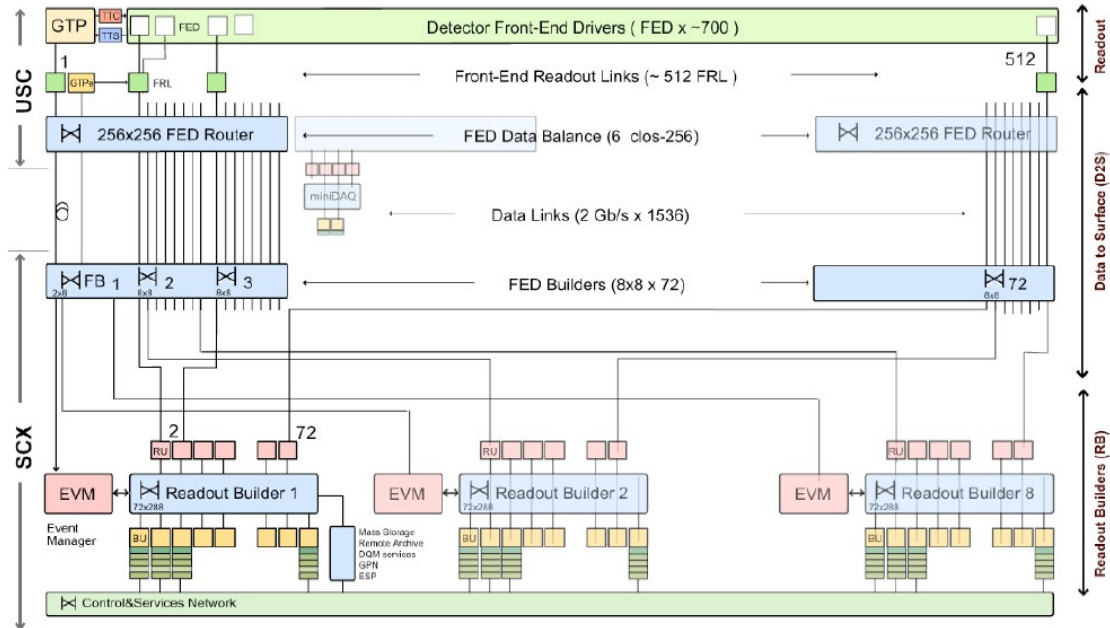 GTP
TTC
TTS
FED
Detector Front-End Drivers ( FED x ~700 )
Readout
USC
1
GTPe
FRL
Front-End Readout Links (~ 512 FRL )
512
256x256 FED Router
FED Data Balance (6 clos-256)
256x256 FED Router
miniDAQ
6
Data Links (2 Gb/s x 1536)
Data to Surface (D2S)
FB 1
2x8
2
8x8
3
8x8
FED Builders (8x8 x 72)
72
8x8
SCX
2
72
RU
RU
RU
EVM
Readout Builder 1
72x288
EVM
Readout Builder 2
72x288
EVM
Readout Builder 8
72x288
Readout Builders (RB)
Event
Manager
BU
Mass Storage
Remote Archive
DQM services
GPN
ESP
BU
BU
Control&Services Network